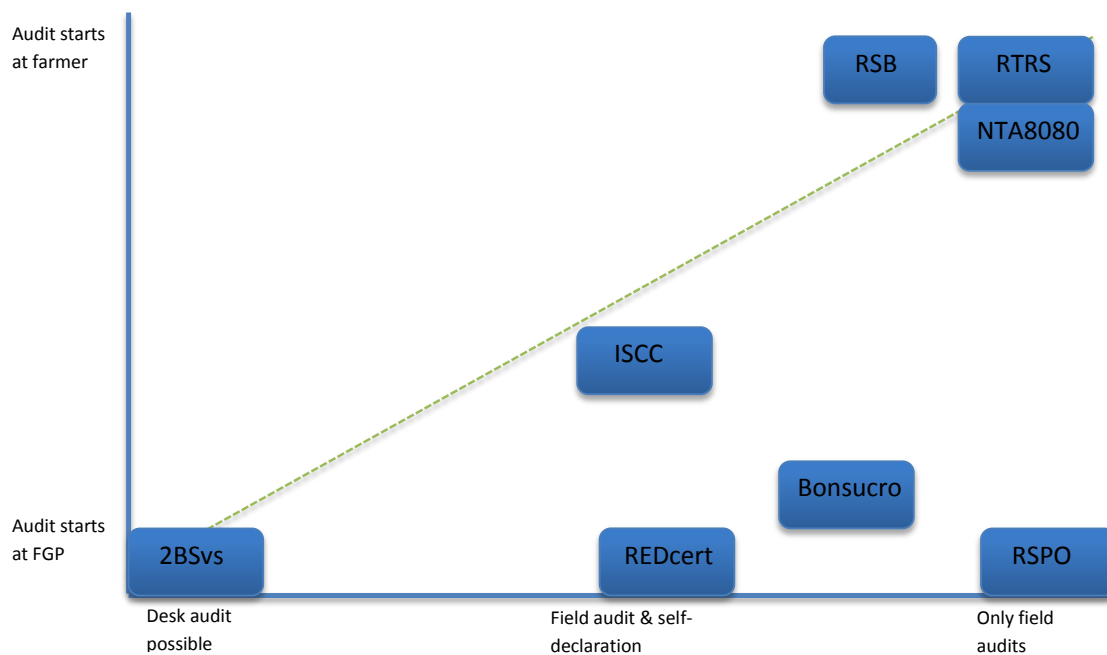 Audit starts
at farmer
RSB
RTRS
NTA8080
ISCC
Bonsucro
Audit starts
at FGP
2BSvs
REDcert
RSPO
Desk audit
possible
Field audit & self-
declaration
Only field
audits